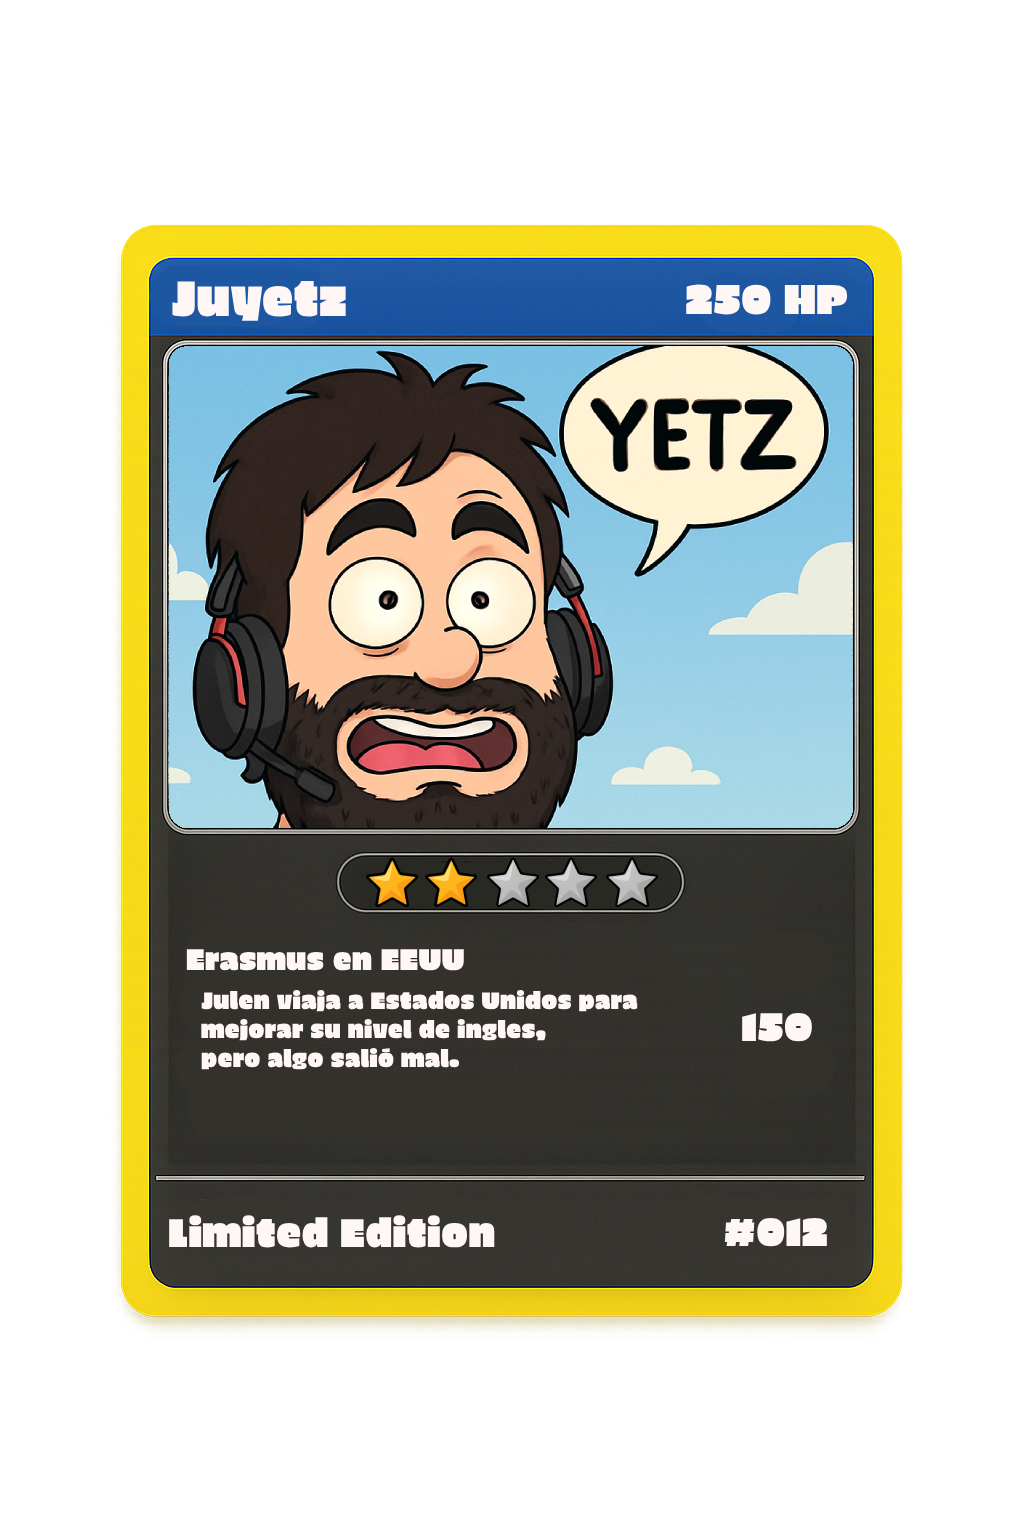 Juyetz 250 HP
YETZ
Erasmus en EEUU
Julen viaja a Estados Unidos para
mejorar su nivel de ingles,
pero algo salió mal.
150
Limited Edition #012